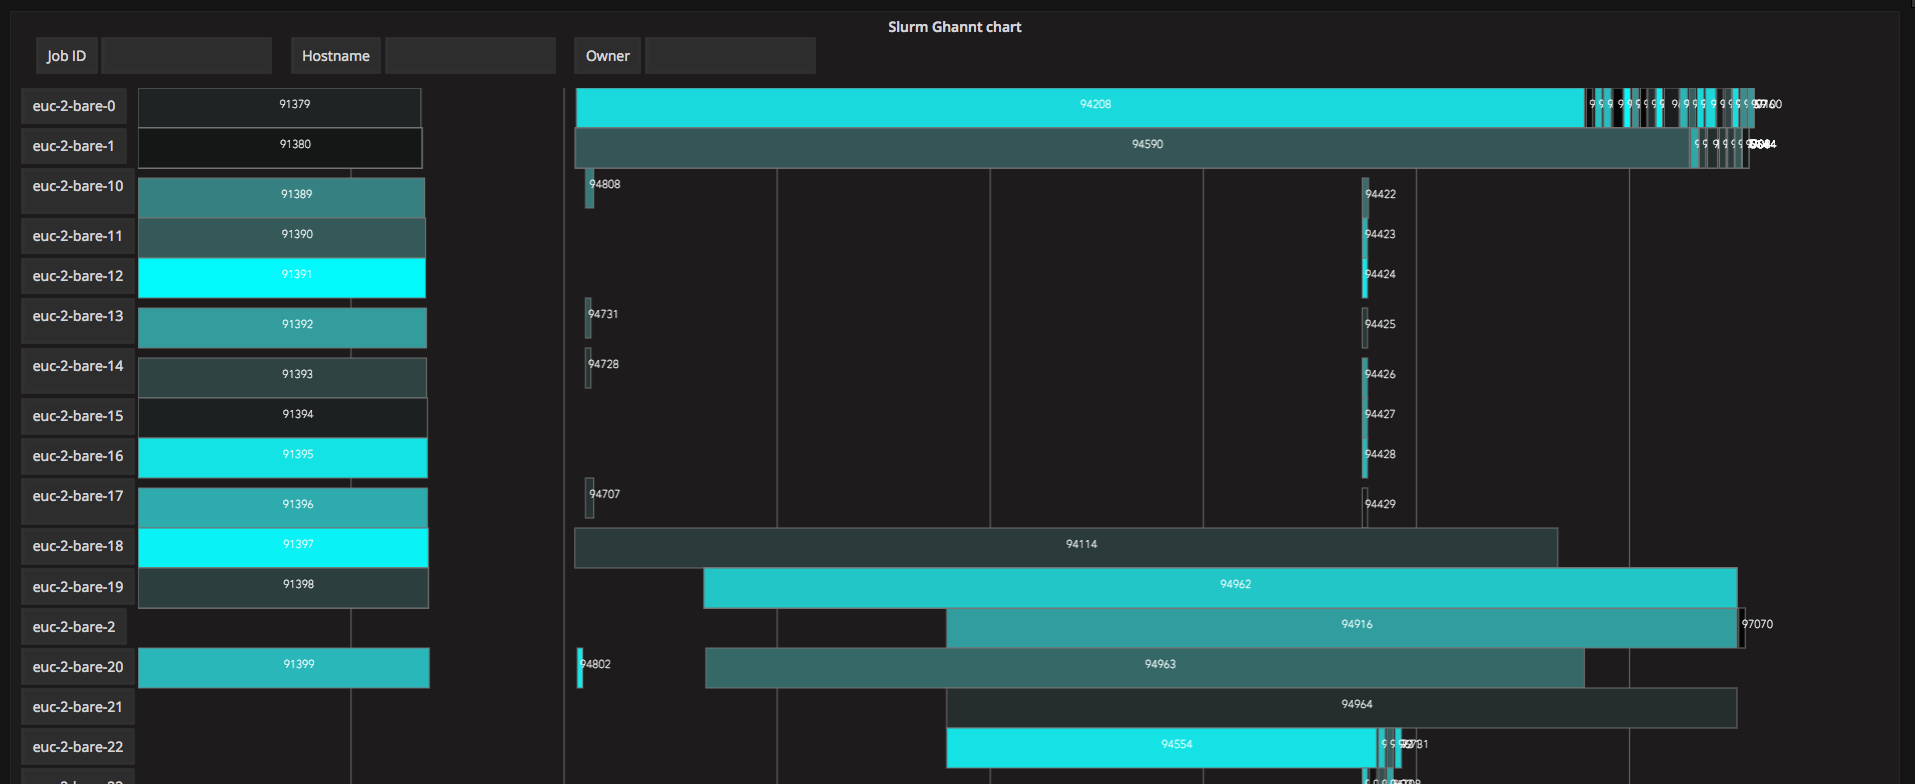 Slurm Ghannt chart
Job ID Hostname Owner
euc-2-bare-0 91379 94208
euc-2-bare-1 91380 94590
euc-2-bare-10 91389 94808 94422
euc-2-bare-11 91390 94423
euc-2-bare-12 91391 94424
euc-2-bare-13 91392 94731 94425
euc-2-bare-14 91393 94728 94426
euc-2-bare-15 91394 94427
euc-2-bare-16 91395 94428
euc-2-bare-17 91396 94707 94429
euc-2-bare-18 91397 94114
euc-2-bare-19 91398 94962
euc-2-bare-2 94916 97070
euc-2-bare-20 91399 94802 94963
euc-2-bare-21 94964
euc-2-bare-22 94554